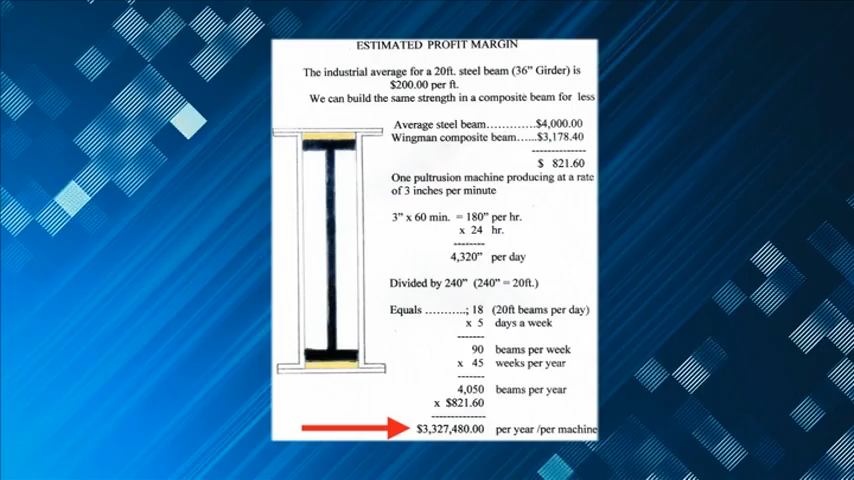 ESTIMATED PROFIT MARGIN
The industrial average for a 20ft. steel beam (36” Girder) is
$200.00 per ft.
We can build the same strength in a composite beam for less
Average steel beam.............$4,000.00
Wingman composite beam.....$3,178.40
--------------
$ 821.60
One pultrusion machine producing at a rate
of 3 inches per minute
3” x 60 min. = 180” per hr.
x 24 hr.
--------
4,320” per day
Divided by 240” (240” = 20ft.)
Equals ..........; 18 (20ft beams per day)
x 5 days a week
-------
90 beams per week
x 45 weeks per year
-------
4,050 beams per year
x $821.60
--------------
$3,327,480.00 per year /per machine